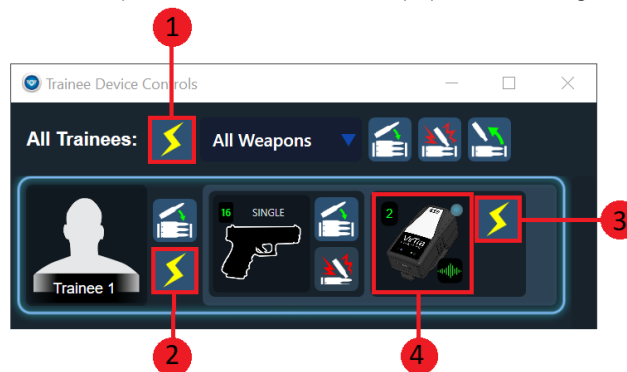 1
Trainee Device Controls
All Trainees:
All Weapons
16 SINGLE
2
VirTra
3
Trainee 1
2
4